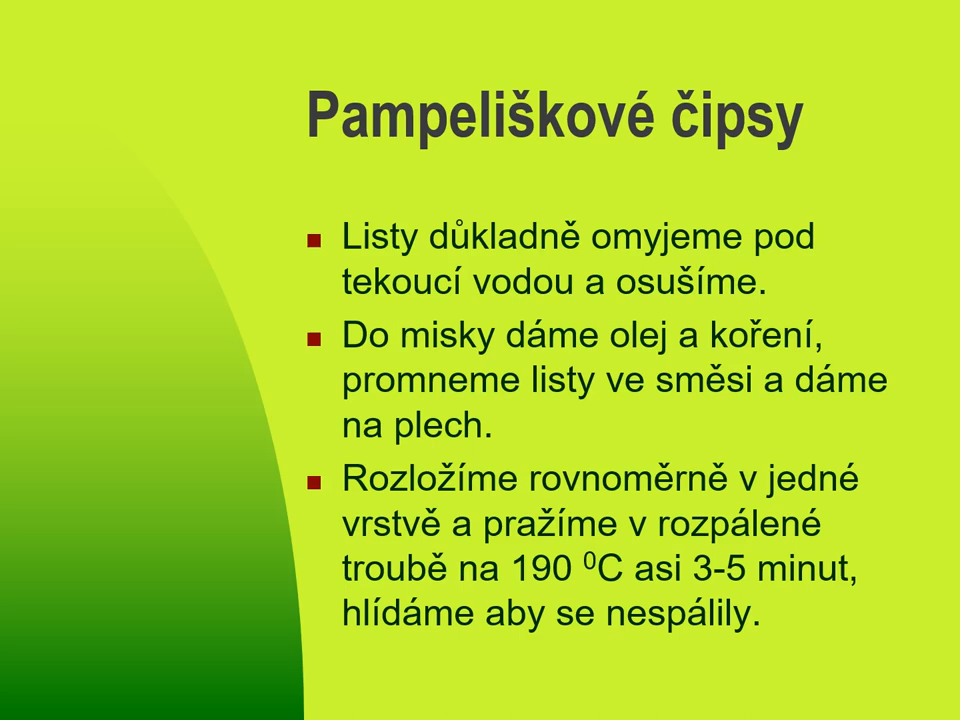 Pampeliškové čipsy
Listy důkladně omyjeme pod
tekoucí vodou a osušíme.
Do misky dáme olej a koření,
promneme listy ve směsi a dáme
na plech.
Rozložíme rovnoměrně v jedné
vrstvě a pražíme v rozpálené
troubě na 190 ⁰C asi 3-5 minut,
hlídáme aby se nespálily.